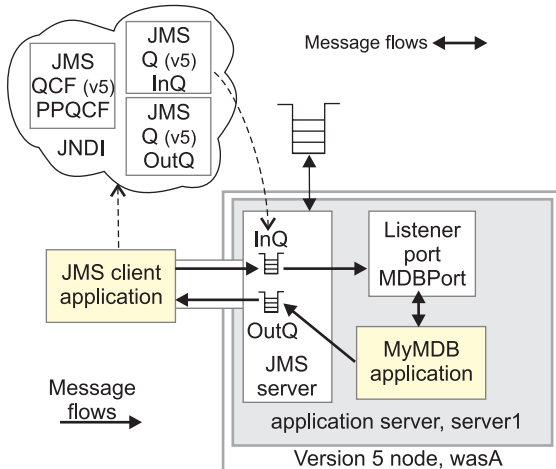 JMS
QCF (v5)
PPQCF
JMS
Q (v5)
InQ
JMS
Q (v5)
OutQ
JNDI
Message flows
InQ
OutQ
JMS
server
Listener
port
MDBPort
JMS client
application
MyMDB
application
Message
flows
application server, server1
Version 5 node, wasA